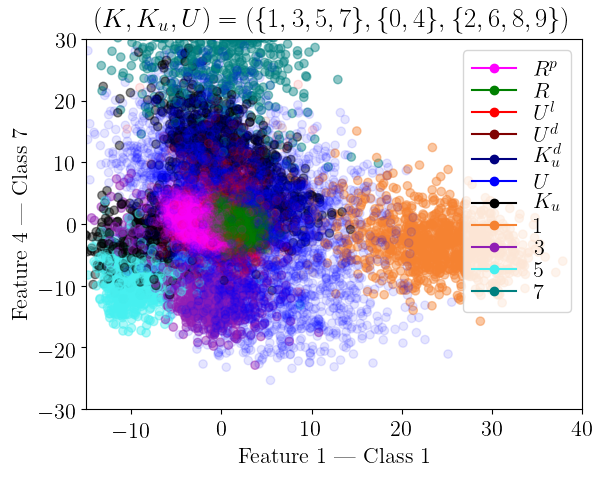 (K, K_u, U) = ({1, 3, 5, 7}, {0, 4}, {2, 6, 8, 9})
30
20
10
0
−10
−20
−30
Feature 4 — Class 7
R^p
R
U^l
U^d
K_u^d
U
K_u
1
3
5
7
−10
0
10
20
30
40
Feature 1 — Class 1